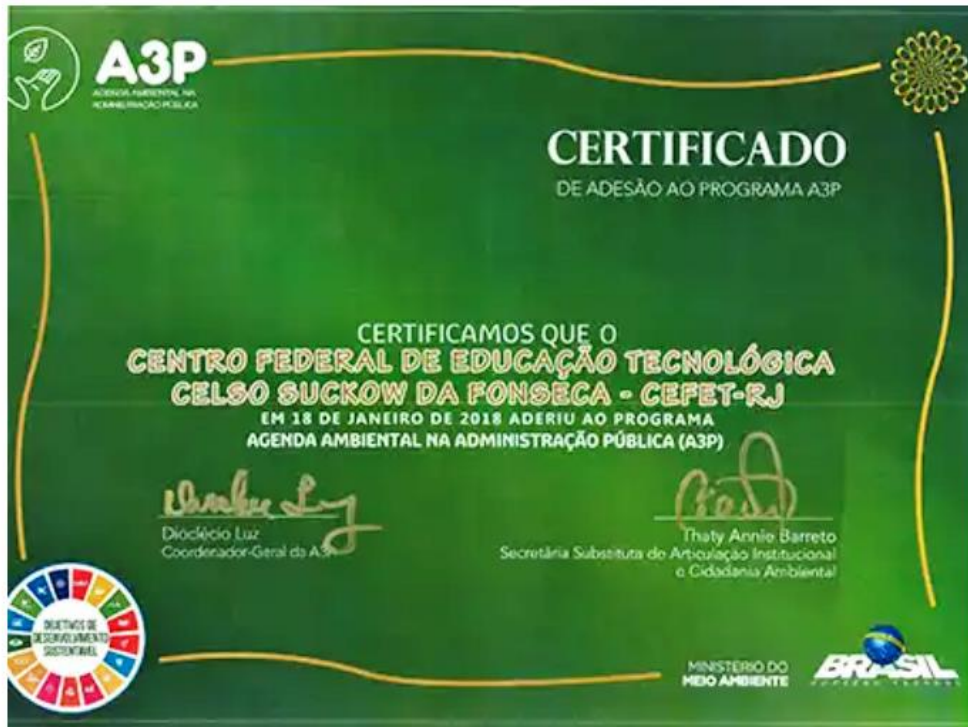 A3P
AGENDA AMBIENTAL NA
ADMINISTRAÇÃO PÚBLICA
CERTIFICADO
DE ADESÃO AO PROGRAMA A3P
CERTIFICAMOS QUE O
CENTRO FEDERAL DE EDUCAÇÃO TECNOLÓGICA
CELSO SUCKOW DA FONSECA - CEFET-RJ
EM 18 DE JANEIRO DE 2018 ADERIU AO PROGRAMA
AGENDA AMBIENTAL NA ADMINISTRAÇÃO PÚBLICA (A3P)
Dioclécio Luz
Coordenador-Geral da A3P
Thaty Annie Barreto
Secretária Substituta de Articulação Institucional
e Cidadania Ambiental
OBJETIVOS DE
DESENVOLVIMENTO
SUSTENTÁVEL
MINISTÉRIO DO
MEIO AMBIENTE
BRASIL